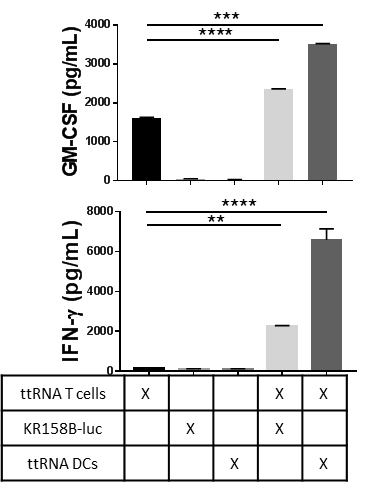 GM-CSF (pg/mL)
4000
3000
2000
1000
0
***
****
IFN-γ (pg/mL)
8000
6000
4000
2000
0
****
**
ttRNA T cells X X X
KR158B-luc X X
ttRNA DCs X X